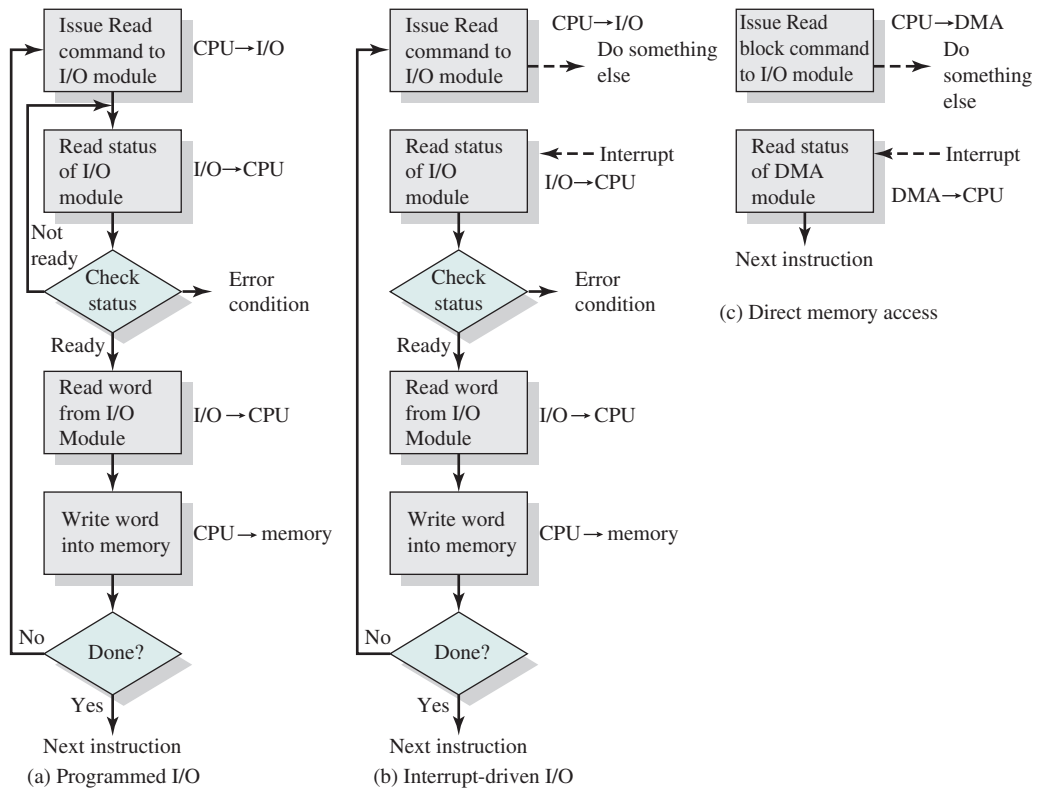 Issue Read
command to
I/O module
CPU→I/O
Read status
of I/O
module
I/O→CPU
Not
ready
Check
status
Error
condition
Ready
Read word
from I/O
Module
I/O→CPU
Write word
into memory
CPU→memory
No
Done?
Yes
Next instruction
(a) Programmed I/O
Issue Read
command to
I/O module
CPU→I/O
Do something
else
Read status
of I/O
module
Interrupt
I/O→CPU
Check
status
Error
condition
Ready
Read word
from I/O
Module
I/O→CPU
Write word
into memory
CPU→memory
No
Done?
Yes
Next instruction
(b) Interrupt-driven I/O
Issue Read
block command
to I/O module
CPU→DMA
Do
something
else
Read status
of DMA
module
Interrupt
DMA→CPU
Next instruction
(c) Direct memory access